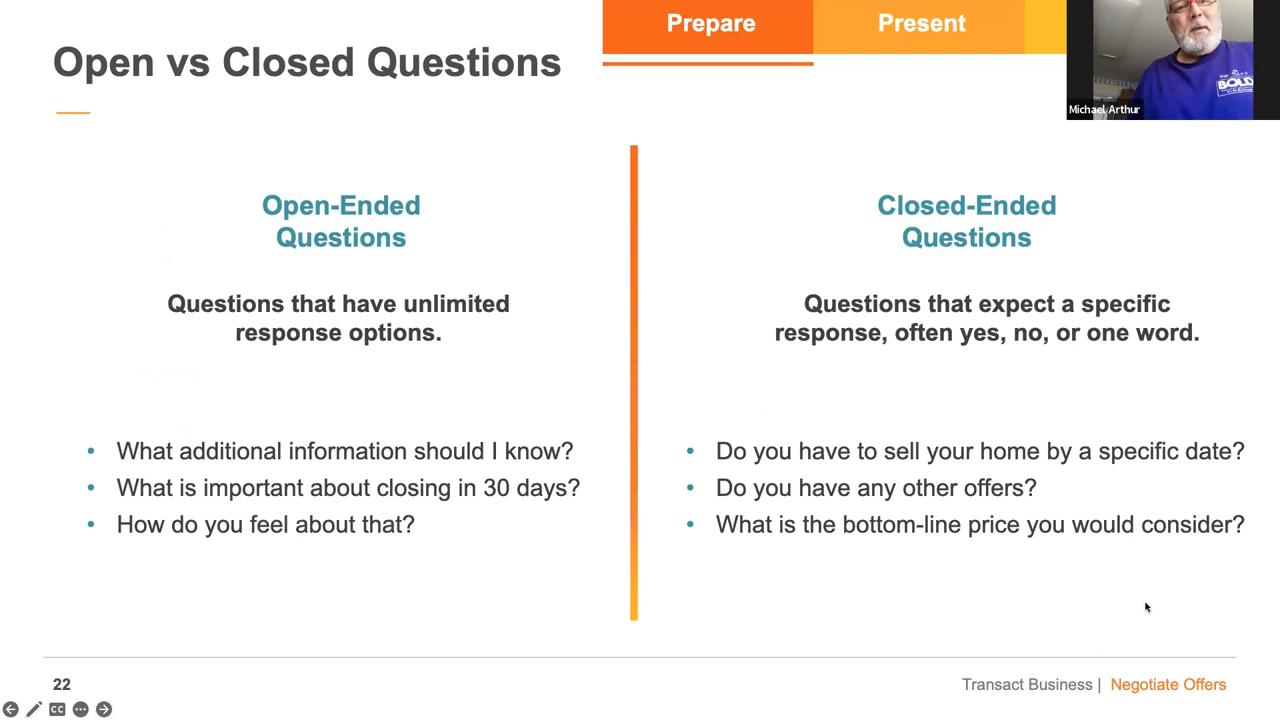 Prepare
Present
Open vs Closed Questions
Michael Arthur
BOLD
Open-Ended
Questions
Questions that have unlimited
response options.
• What additional information should I know?
• What is important about closing in 30 days?
• How do you feel about that?
Closed-Ended
Questions
Questions that expect a specific
response, often yes, no, or one word.
• Do you have to sell your home by a specific date?
• Do you have any other offers?
• What is the bottom-line price you would consider?
22
Transact Business | Negotiate Offers
CC